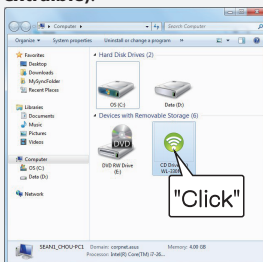 Computer
Search Computer
Organize
System properties
Uninstall or change a program
»
Favorites
Desktop
Downloads
MySyncFolder
Recent Places
Libraries
Documents
Music
Pictures
Videos
Computer
OS (C:)
Data (D:)
Network
Hard Disk Drives (2)
OS (C:)
Data (D:)
Devices with Removable Storage (6)
DVD
DVD RW Drive
(E:)
CD Drive
WL-330
"Click"
SEAN1_CHOU-PC1 Domain: corpnet.asus Memory: 4.00 GB
Processor: Intel(R) Core(TM) i7-26...